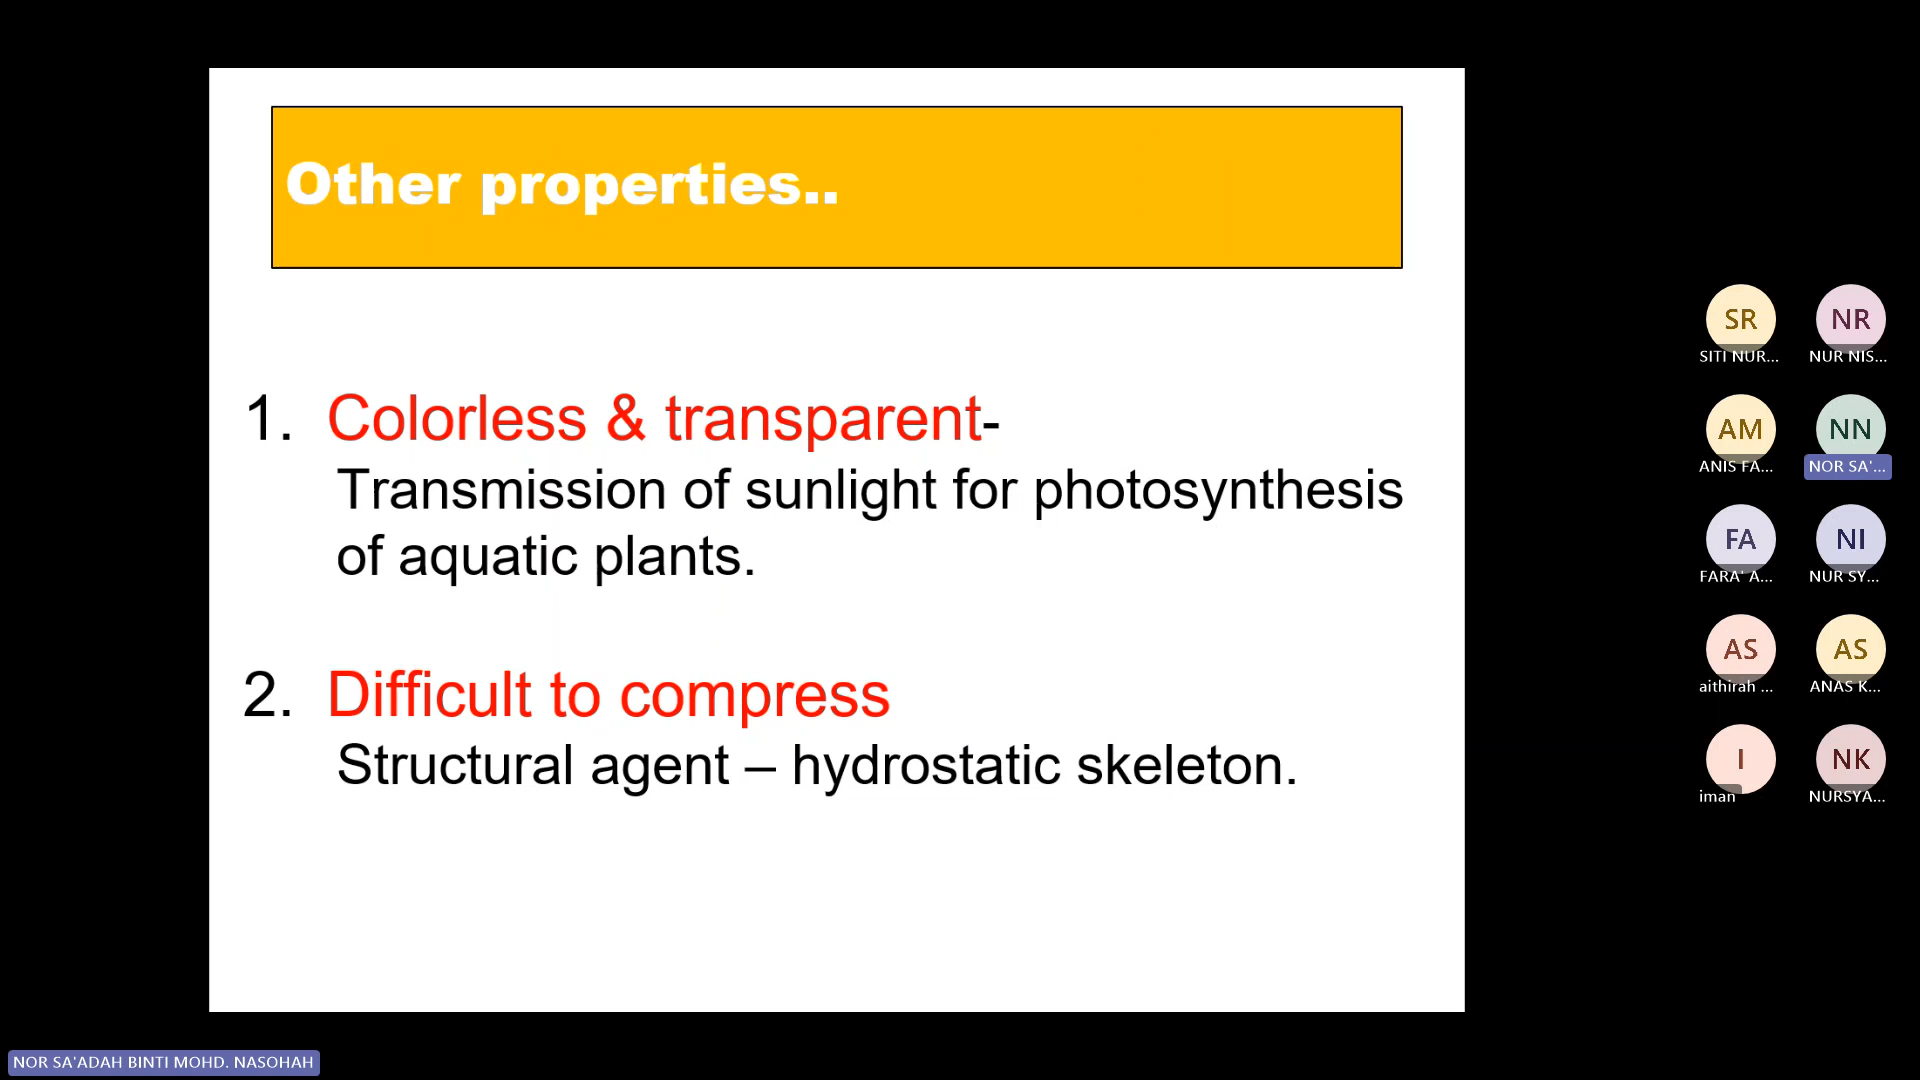 Other properties..
1. Colorless & transparent-
Transmission of sunlight for photosynthesis
of aquatic plants.
2. Difficult to compress
Structural agent – hydrostatic skeleton.
SR
SITI NUR...
NR
NUR NIS...
AM
ANIS FA...
NN
NOR SA'...
FA
FARA' A...
NI
NUR SY...
AS
aithirah ...
AS
ANAS K...
I
iman
NK
NURSYA...
NOR SA'ADAH BINTI MOHD. NASOHAH